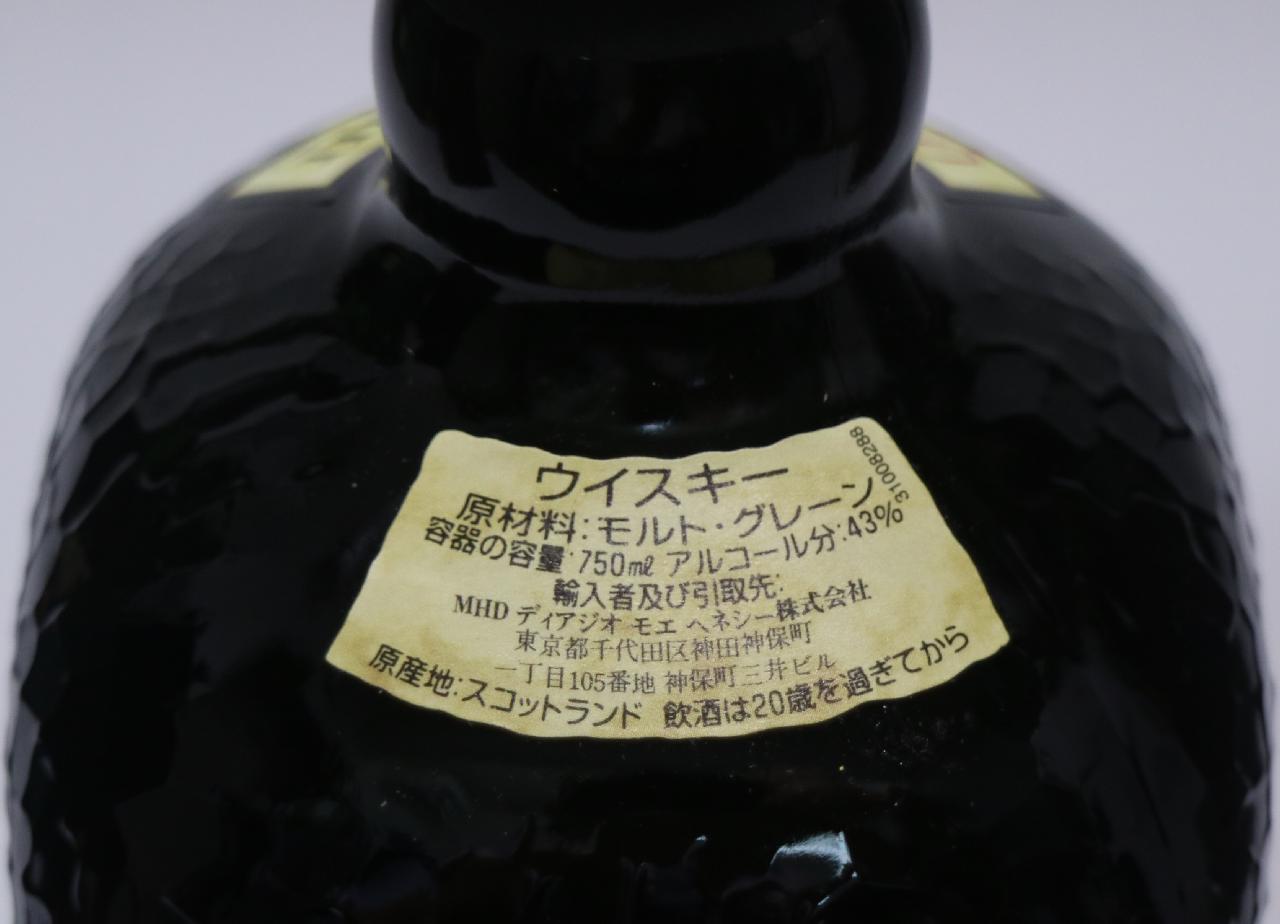 ウイスキー
原材料:モルト・グレーン
容器の容量:750ml アルコール分:43%
輸入者及び引取先:
MHD ディアジオ モエ ヘネシー株式会社
東京都千代田区神田神保町
一丁目105番地 神保町三井ビル
原産地:スコットランド 飲酒は20歳を過ぎてから
31008288